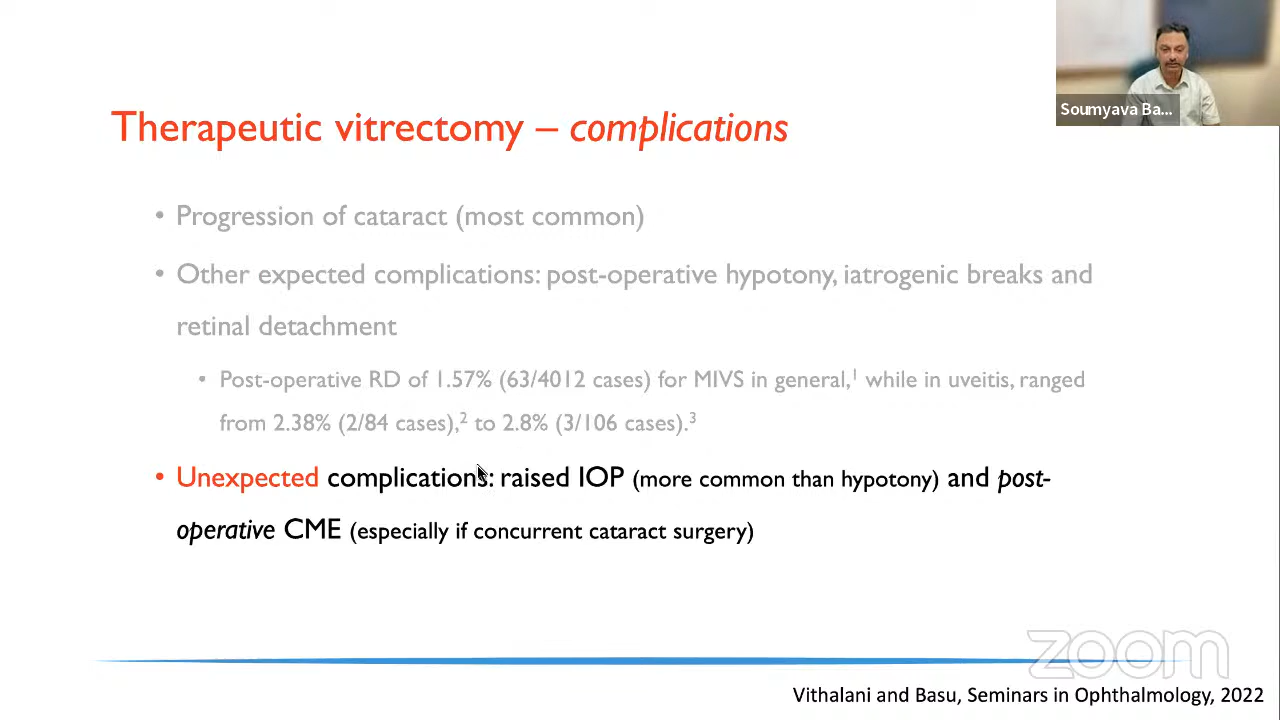 Soumyava Ba...
Therapeutic vitrectomy – complications
• Progression of cataract (most common)
• Other expected complications: post-operative hypotony, iatrogenic breaks and
retinal detachment
• Post-operative RD of 1.57% (63/4012 cases) for MIVS in general,¹ while in uveitis, ranged
from 2.38% (2/84 cases),² to 2.8% (3/106 cases).³
• Unexpected complications: raised IOP (more common than hypotony) and post-
operative CME (especially if concurrent cataract surgery)
zoom
Vithalani and Basu, Seminars in Ophthalmology, 2022